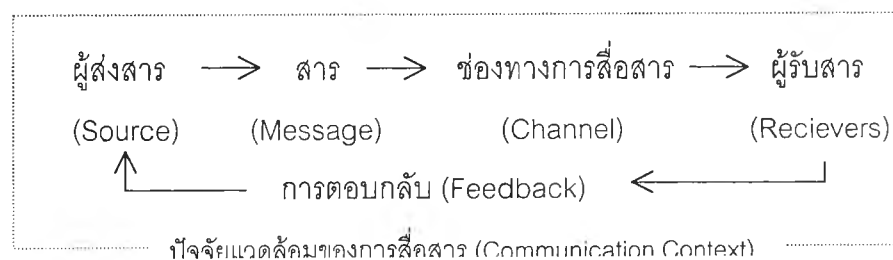 ผู้ส่งสาร → สาร → ช่องทางการสื่อสาร → ผู้รับสาร
(Source) (Message) (Channel) (Recievers)
การตอบกลับ (Feedback)
ปัจจัยแวดล้อมของการสื่อสาร (Communication Context)